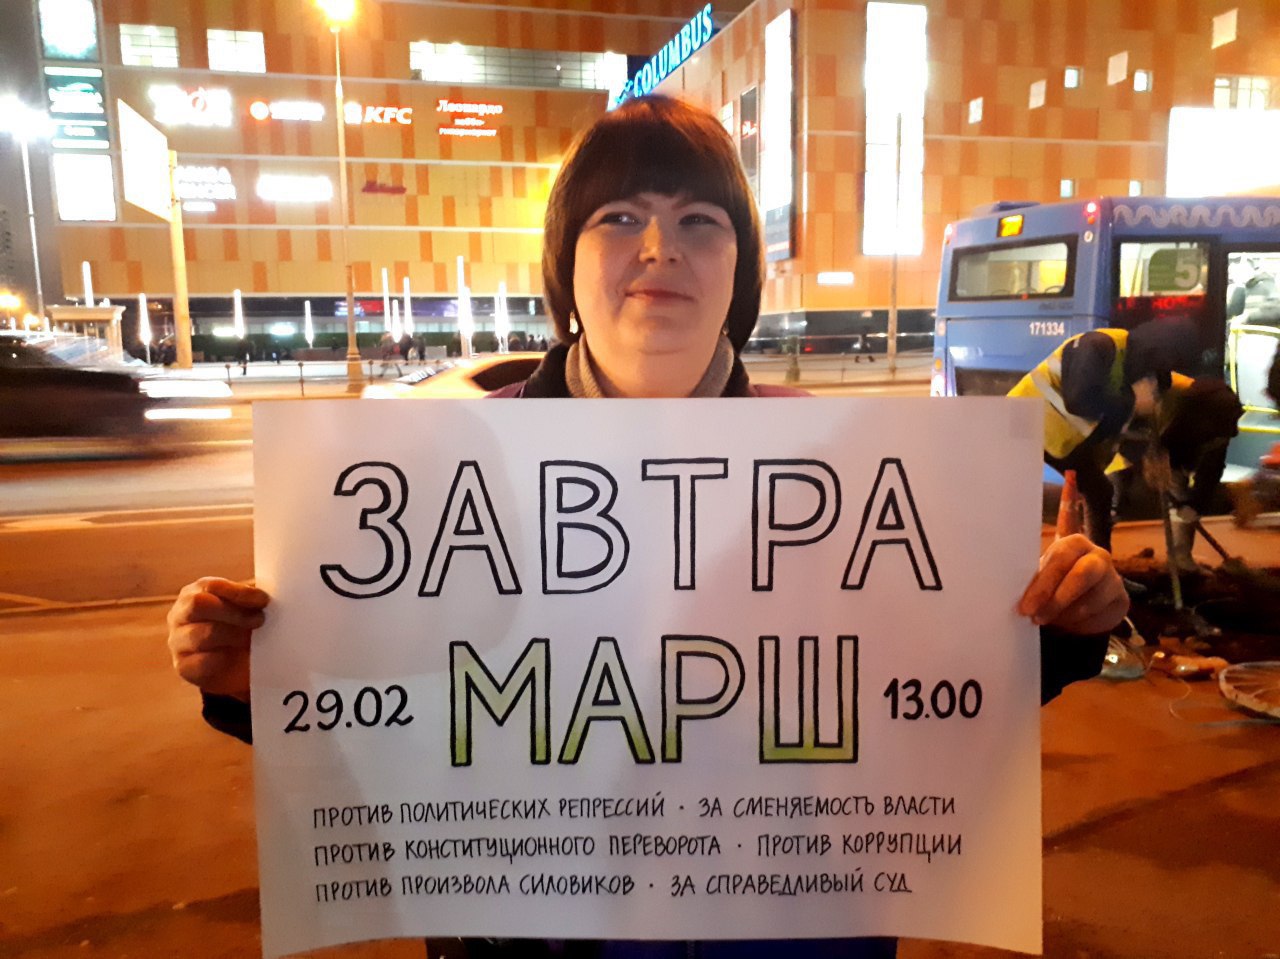 COLUMBUS
KFC
Леонардо
171334
5
ЗАВТРА
29.02 МАРШ 13.00
ПРОТИВ ПОЛИТИЧЕСКИХ РЕПРЕССИЙ · ЗА СМЕНЯЕМОСТЬ ВЛАСТИ
ПРОТИВ КОНСТИТУЦИОННОГО ПЕРЕВОРОТА · ПРОТИВ КОРРУПЦИИ
ПРОТИВ ПРОИЗВОЛА СИЛОВИКОВ · ЗА СПРАВЕДЛИВЫЙ СУД